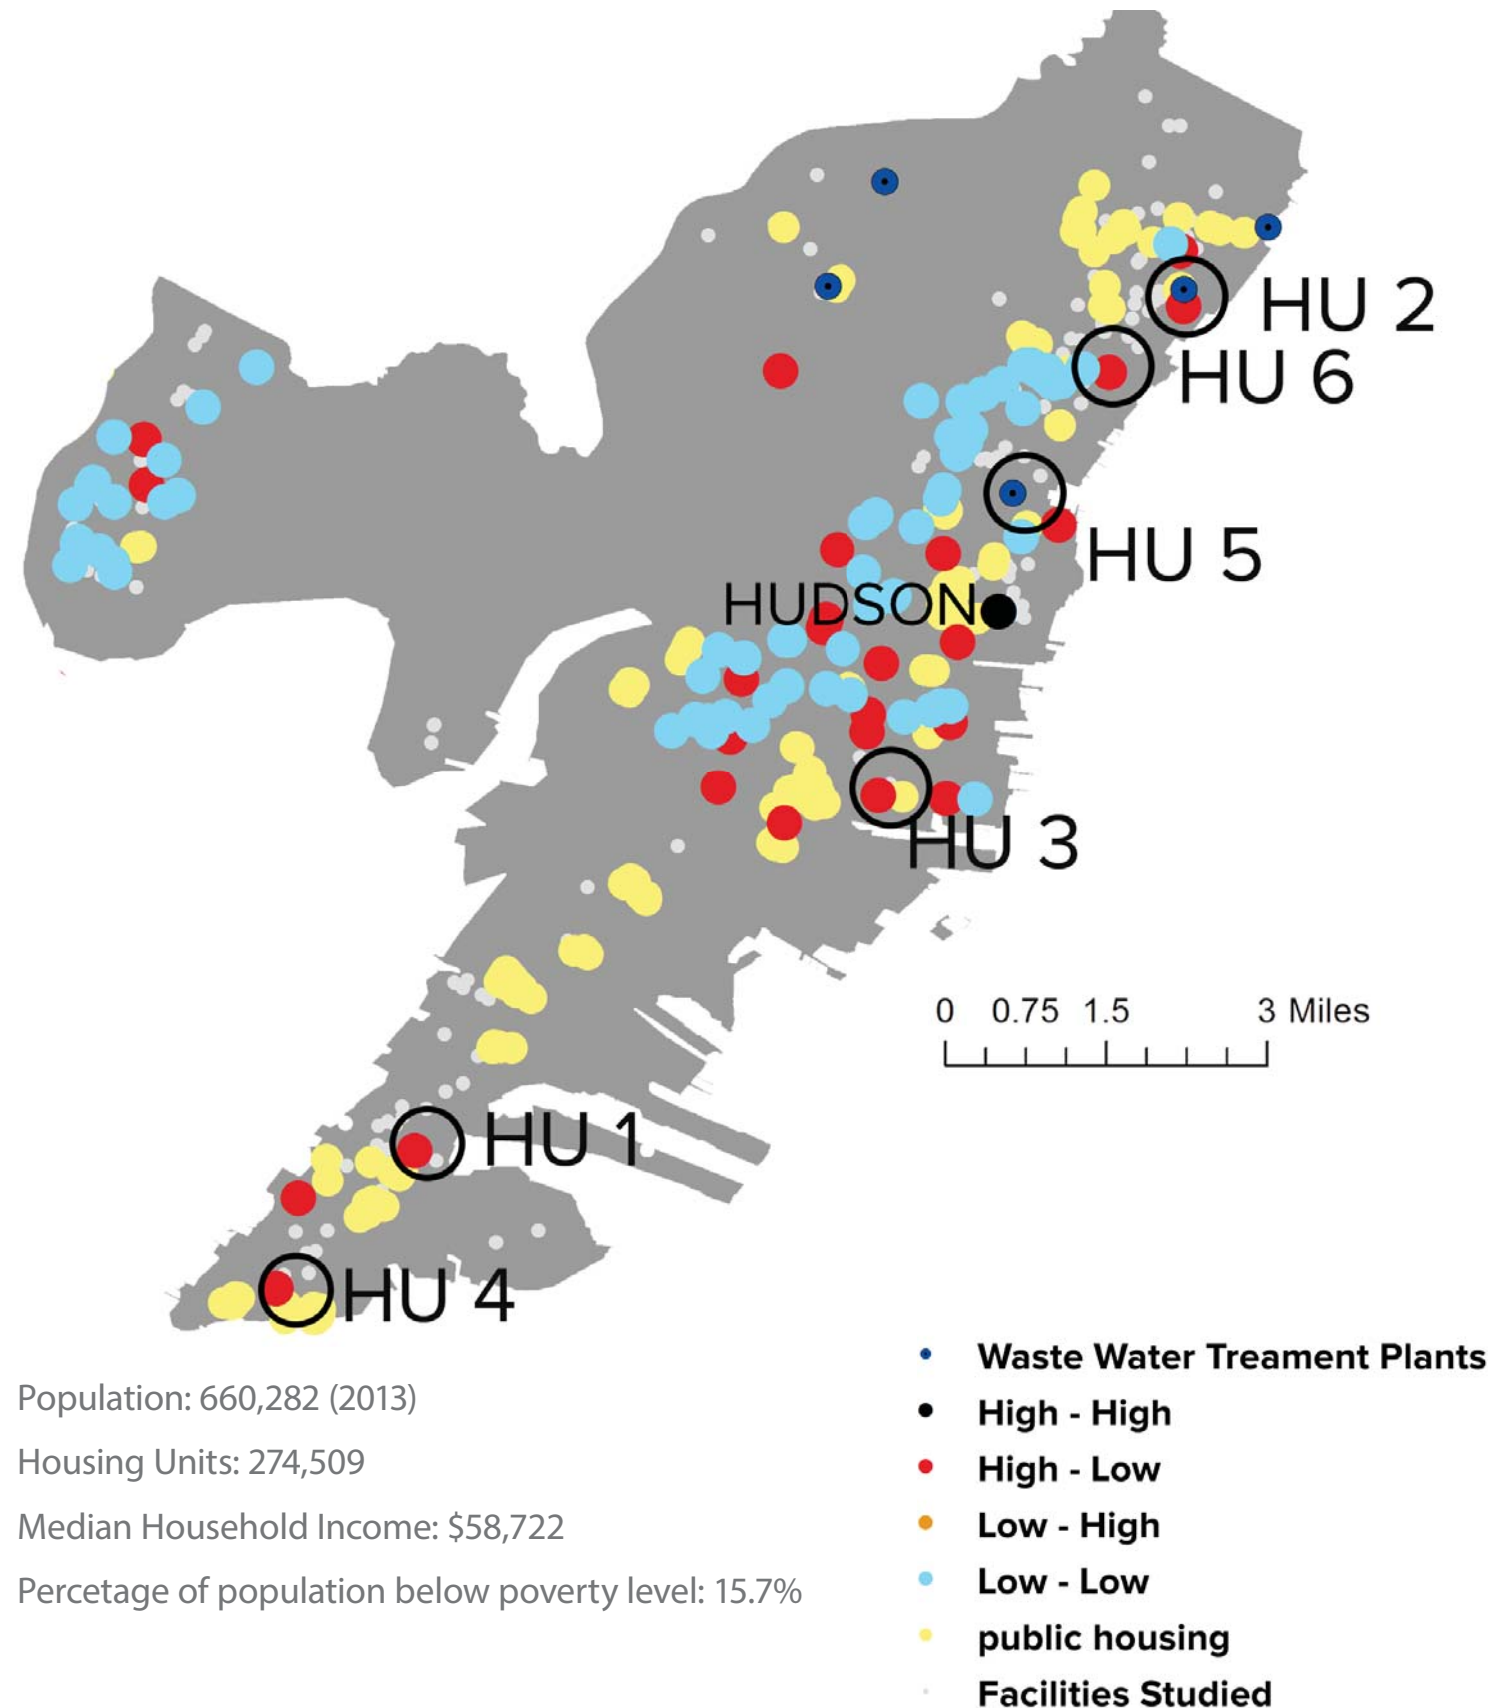 HU 2
HU 6
HU 5
HUDSON
HU 3
0 0.75 1.5 3 Miles
HU 1
HU 4
Waste Water Treament Plants
High - High
High - Low
Low - High
Low - Low
public housing
Facilities Studied
Population: 660,282 (2013)
Housing Units: 274,509
Median Household Income: $58,722
Percetage of population below poverty level: 15.7%